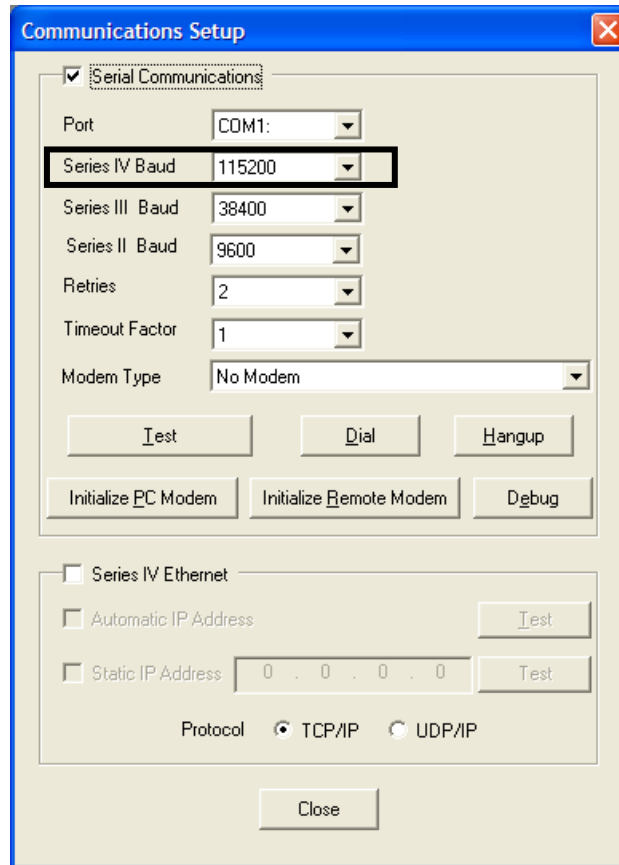 Communications Setup
Serial Communications
Port COM1:
Series IV Baud 115200
Series III Baud 38400
Series II Baud 9600
Retries 2
Timeout Factor 1
Modem Type No Modem
Test Dial Hangup
Initialize PC Modem Initialize Remote Modem Debug
Series IV Ethernet
Automatic IP Address Test
Static IP Address 0 . 0 . 0 . 0 Test
Protocol TCP/IP UDP/IP
Close